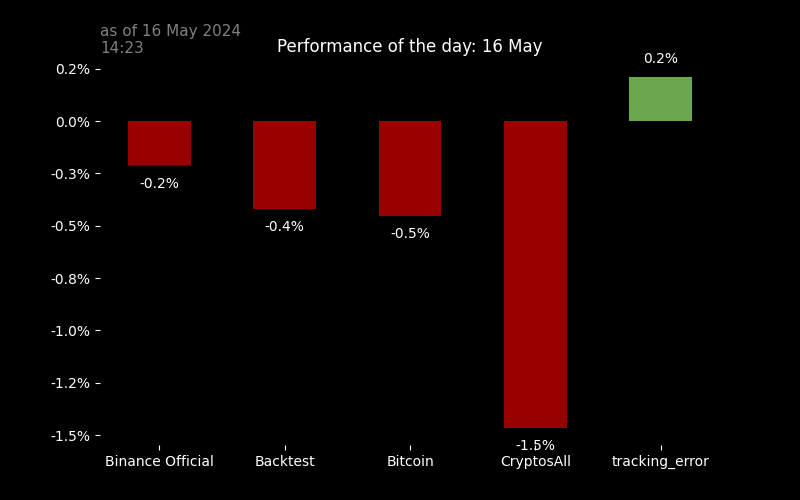 as of 16 May 2024
14:23
Performance of the day: 16 May
0.2%
0.0%
-0.3%
-0.5%
-0.8%
-1.0%
-1.2%
-1.5%
-0.2%
-0.4%
-0.5%
-1.5%
0.2%
Binance Official
Backtest
Bitcoin
CryptosAll
tracking_error